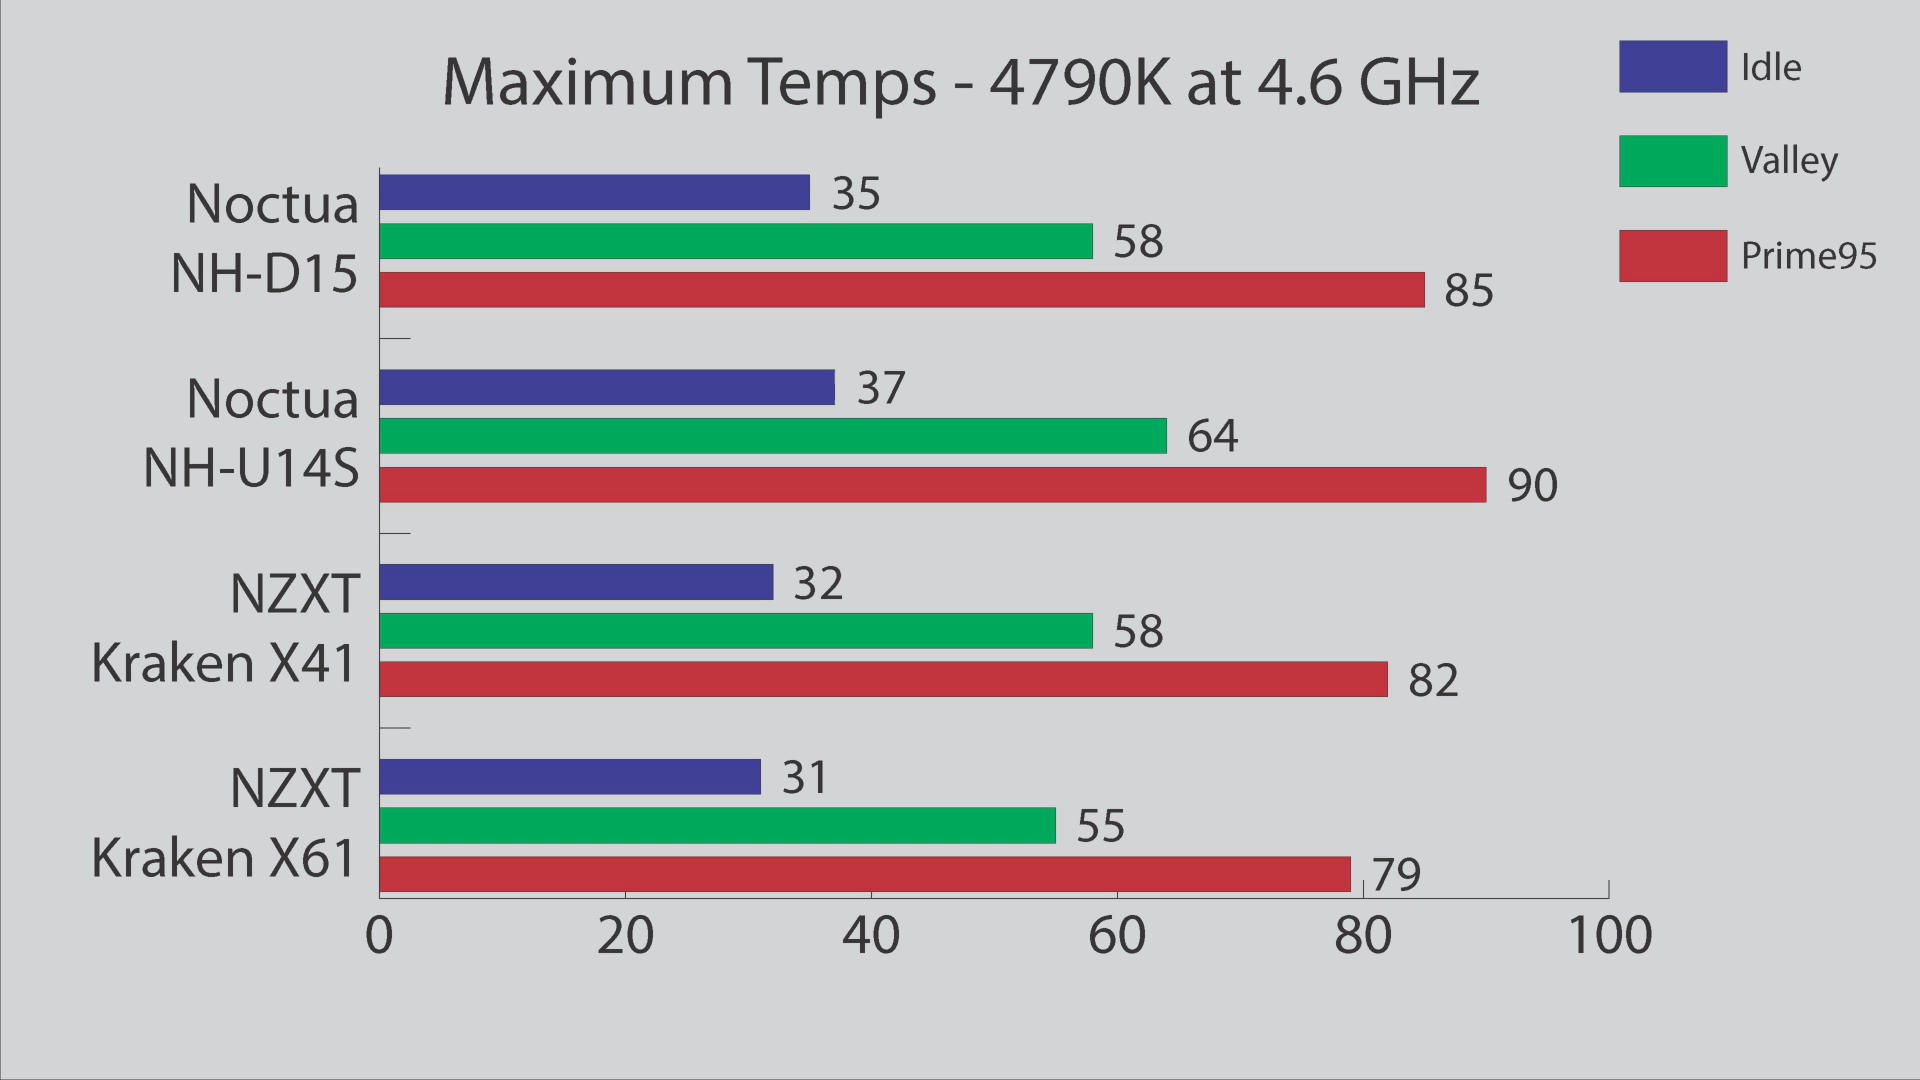 Maximum Temps - 4790K at 4.6 GHz
Idle
Valley
Prime95
Noctua
NH-D15
35
58
85
Noctua
NH-U14S
37
64
90
NZXT
Kraken X41
32
58
82
NZXT
Kraken X61
31
55
79
0 20 40 60 80 100